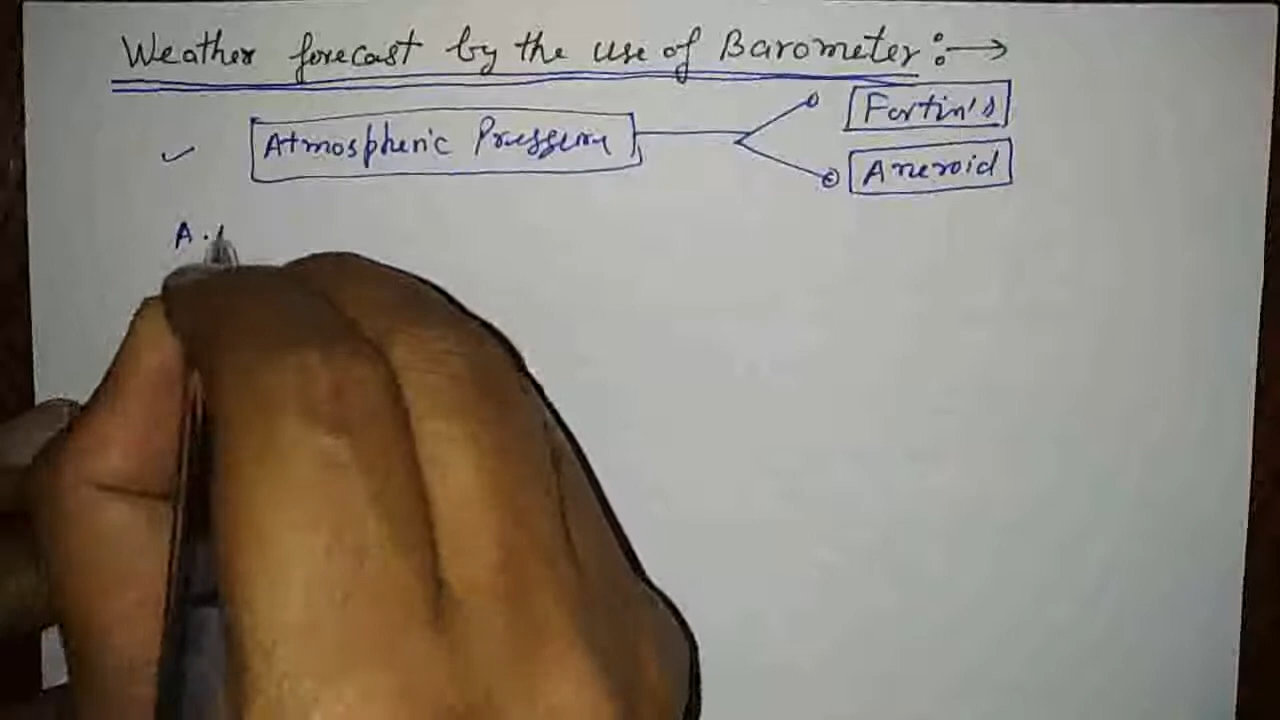 Weather forecast by the use of Barometer :→
Atmospheric Pressure
Fortin's
Aneroid
A.